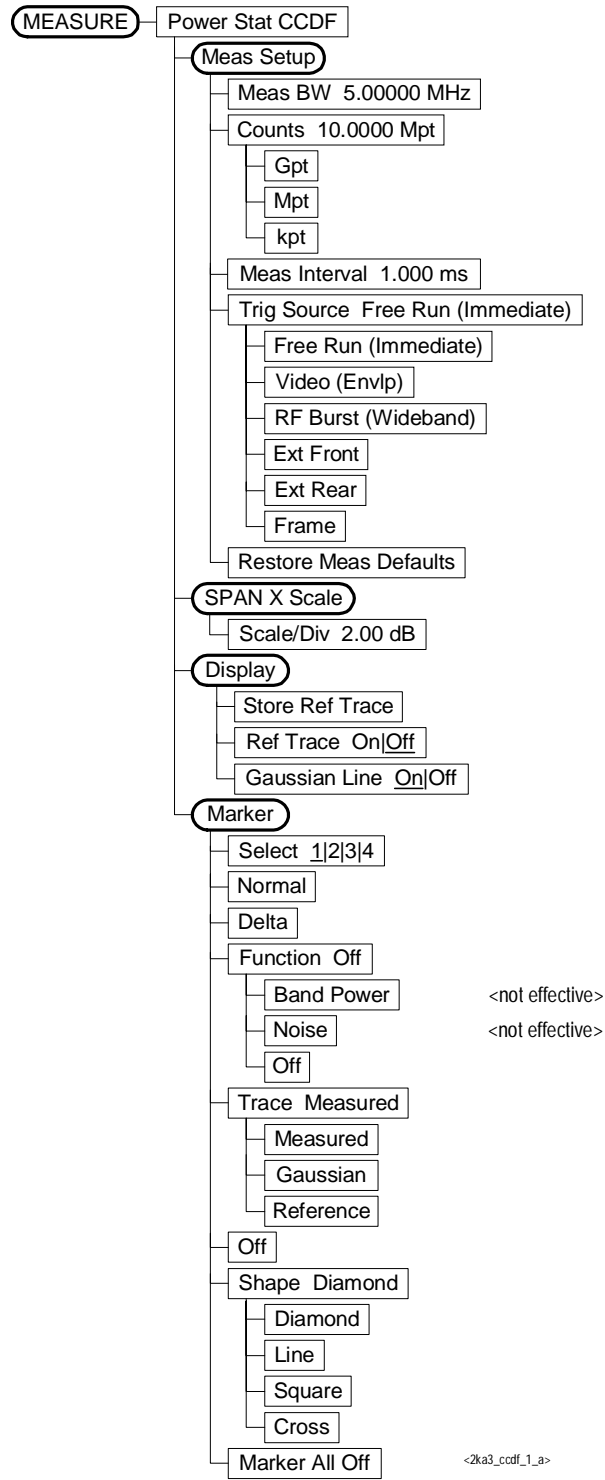 MEASURE Power Stat CCDF
Meas Setup
Meas BW 5.00000 MHz
Counts 10.0000 Mpt
Gpt
Mpt
kpt
Meas Interval 1.000 ms
Trig Source Free Run (Immediate)
Free Run (Immediate)
Video (Envlp)
RF Burst (Wideband)
Ext Front
Ext Rear
Frame
Restore Meas Defaults
SPAN X Scale
Scale/Div 2.00 dB
Display
Store Ref Trace
Ref Trace On|Off
Gaussian Line On|Off
Marker
Select 1|2|3|4
Normal
Delta
Function Off
Band Power <not effective>
Noise <not effective>
Off
Trace Measured
Measured
Gaussian
Reference
Off
Shape Diamond
Diamond
Line
Square
Cross
Marker All Off <2ka3_ccdf_1_a>